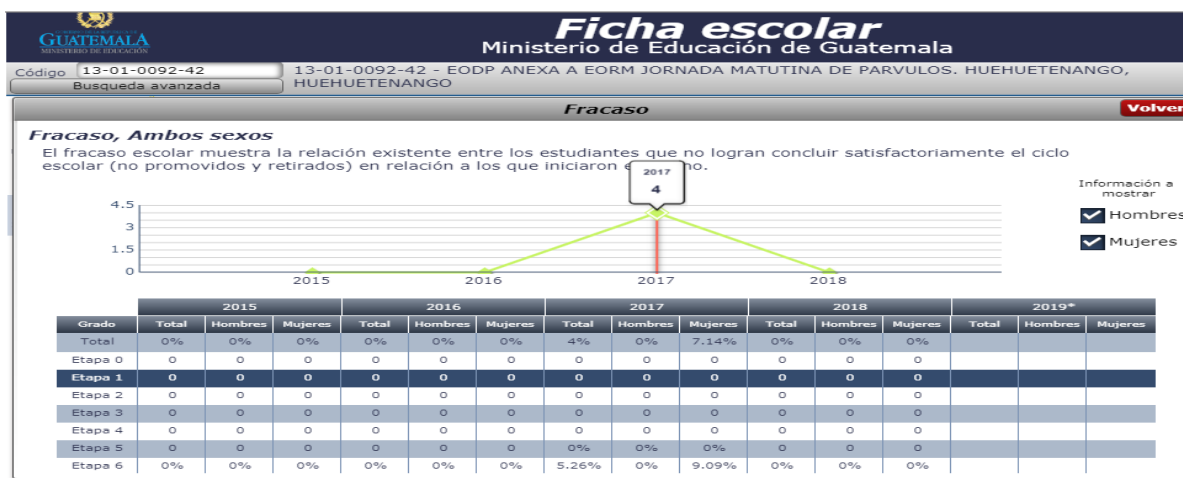 GUATEMALA
MINISTERIO DE EDUCACIÓN
Ficha escolar
Ministerio de Educación de Guatemala
Código 13-01-0092-42
Busqueda avanzada
13-01-0092-42 - EODP ANEXA A EORM JORNADA MATUTINA DE PARVULOS. HUEHUETENANGO,
HUEHUETENANGO
Fracaso
Volver
Fracaso, Ambos sexos
El fracaso escolar muestra la relación existente entre los estudiantes que no logran concluir satisfactoriamente el ciclo
escolar (no promovidos y retirados) en relación a los que iniciaron
2017
4
Información a
mostrar
Hombres
Mujeres
4.5
3
1.5
0
2015 2016 2017 2018
2015 2016 2017 2018 2019*
Grado Total Hombres Mujeres Total Hombres Mujeres Total Hombres Mujeres Total Hombres Mujeres Total Hombres Mujeres
Total 0% 0% 0% 0% 0% 0% 4% 0% 7.14% 0% 0% 0%
Etapa 0 0 0 0 0 0 0 0 0 0 0 0 0
Etapa 1 0 0 0 0 0 0 0 0 0 0 0 0
Etapa 2 0 0 0 0 0 0 0 0 0 0 0 0
Etapa 3 0 0 0 0 0 0 0 0 0 0 0 0
Etapa 4 0 0 0 0 0 0 0 0 0 0 0 0
Etapa 5 0 0 0 0 0 0 0% 0% 0% 0 0 0
Etapa 6 0% 0% 0% 0% 0% 0% 5.26% 0% 9.09% 0% 0% 0%